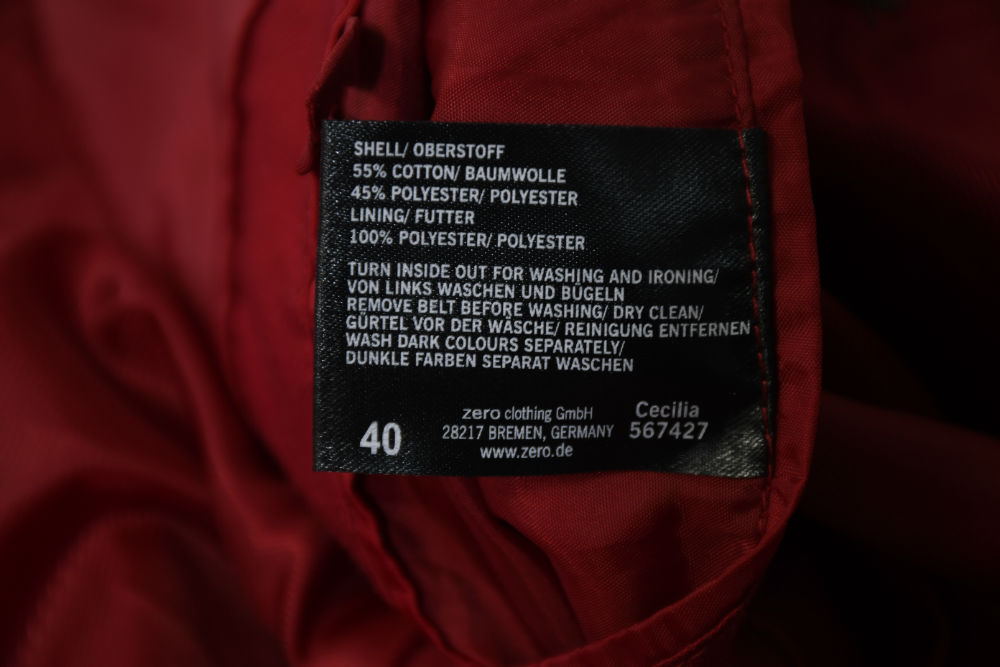 SHELL/ OBERSTOFF
55% COTTON/ BAUMWOLLE
45% POLYESTER/ POLYESTER
LINING/ FUTTER
100% POLYESTER/ POLYESTER
TURN INSIDE OUT FOR WASHING AND IRONING/
VON LINKS WASCHEN UND BÜGELN
REMOVE BELT BEFORE WASHING/ DRY CLEAN/
GÜRTEL VOR DER WÄSCHE/ REINIGUNG ENTFERNEN
WASH DARK COLOURS SEPARATELY/
DUNKLE FARBEN SEPARAT WASCHEN
40
zero clothing GmbH
28217 BREMEN, GERMANY
www.zero.de
Cecilia
567427